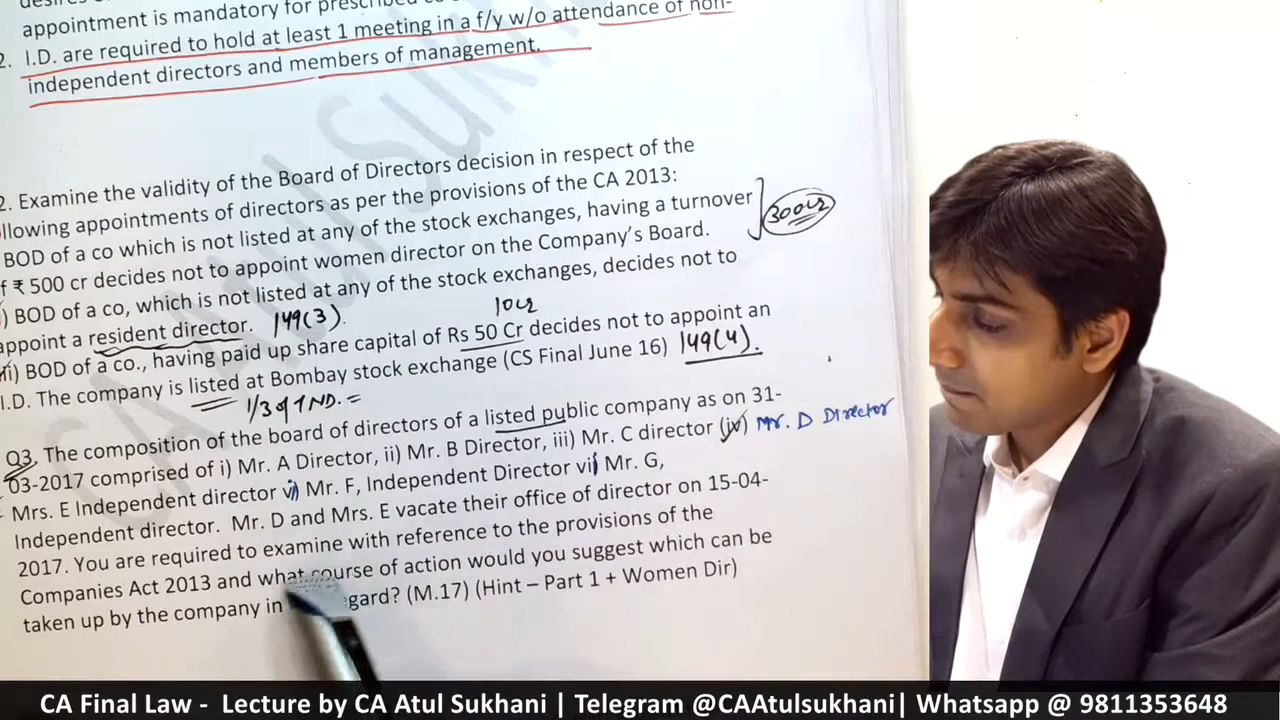 appointment is mandatory for prescribed
2. I.D. are required to hold at least 1 meeting in a f/y w/o attendance of non-
independent directors and members of management.
2. Examine the validity of the Board of Directors decision in respect of the
llowing appointments of directors as per the provisions of the CA 2013:
BOD of a co which is not listed at any of the stock exchanges, having a turnover
f ₹ 500 cr decides not to appoint women director on the Company's Board.
300 cr
i) BOD of a co, which is not listed at any of the stock exchanges, decides not to
appoint a resident director. 149(3).
10 cr
iii) BOD of a co., having paid up share capital of Rs 50 Cr decides not to appoint an
I.D. The company is listed at Bombay stock exchange (CS Final June 16) 149(4).
1/3 of TND. =
Q3. The composition of the board of directors of a listed public company as on 31-
03-2017 comprised of i) Mr. A Director, ii) Mr. B Director, iii) Mr. C director (iv) Mr. D Director
Mrs. E Independent director vi) Mr. F, Independent Director vii) Mr. G,
Independent director. Mr. D and Mrs. E vacate their office of director on 15-04-
2017. You are required to examine with reference to the provisions of the
Companies Act 2013 and what course of action would you suggest which can be
taken up by the company in gard? (M.17) (Hint – Part 1 + Women Dir)
CA Atul Sukhani
CA Final Law - Lecture by CA Atul Sukhani | Telegram @CAAtulsukhani| Whatsapp @ 9811353648